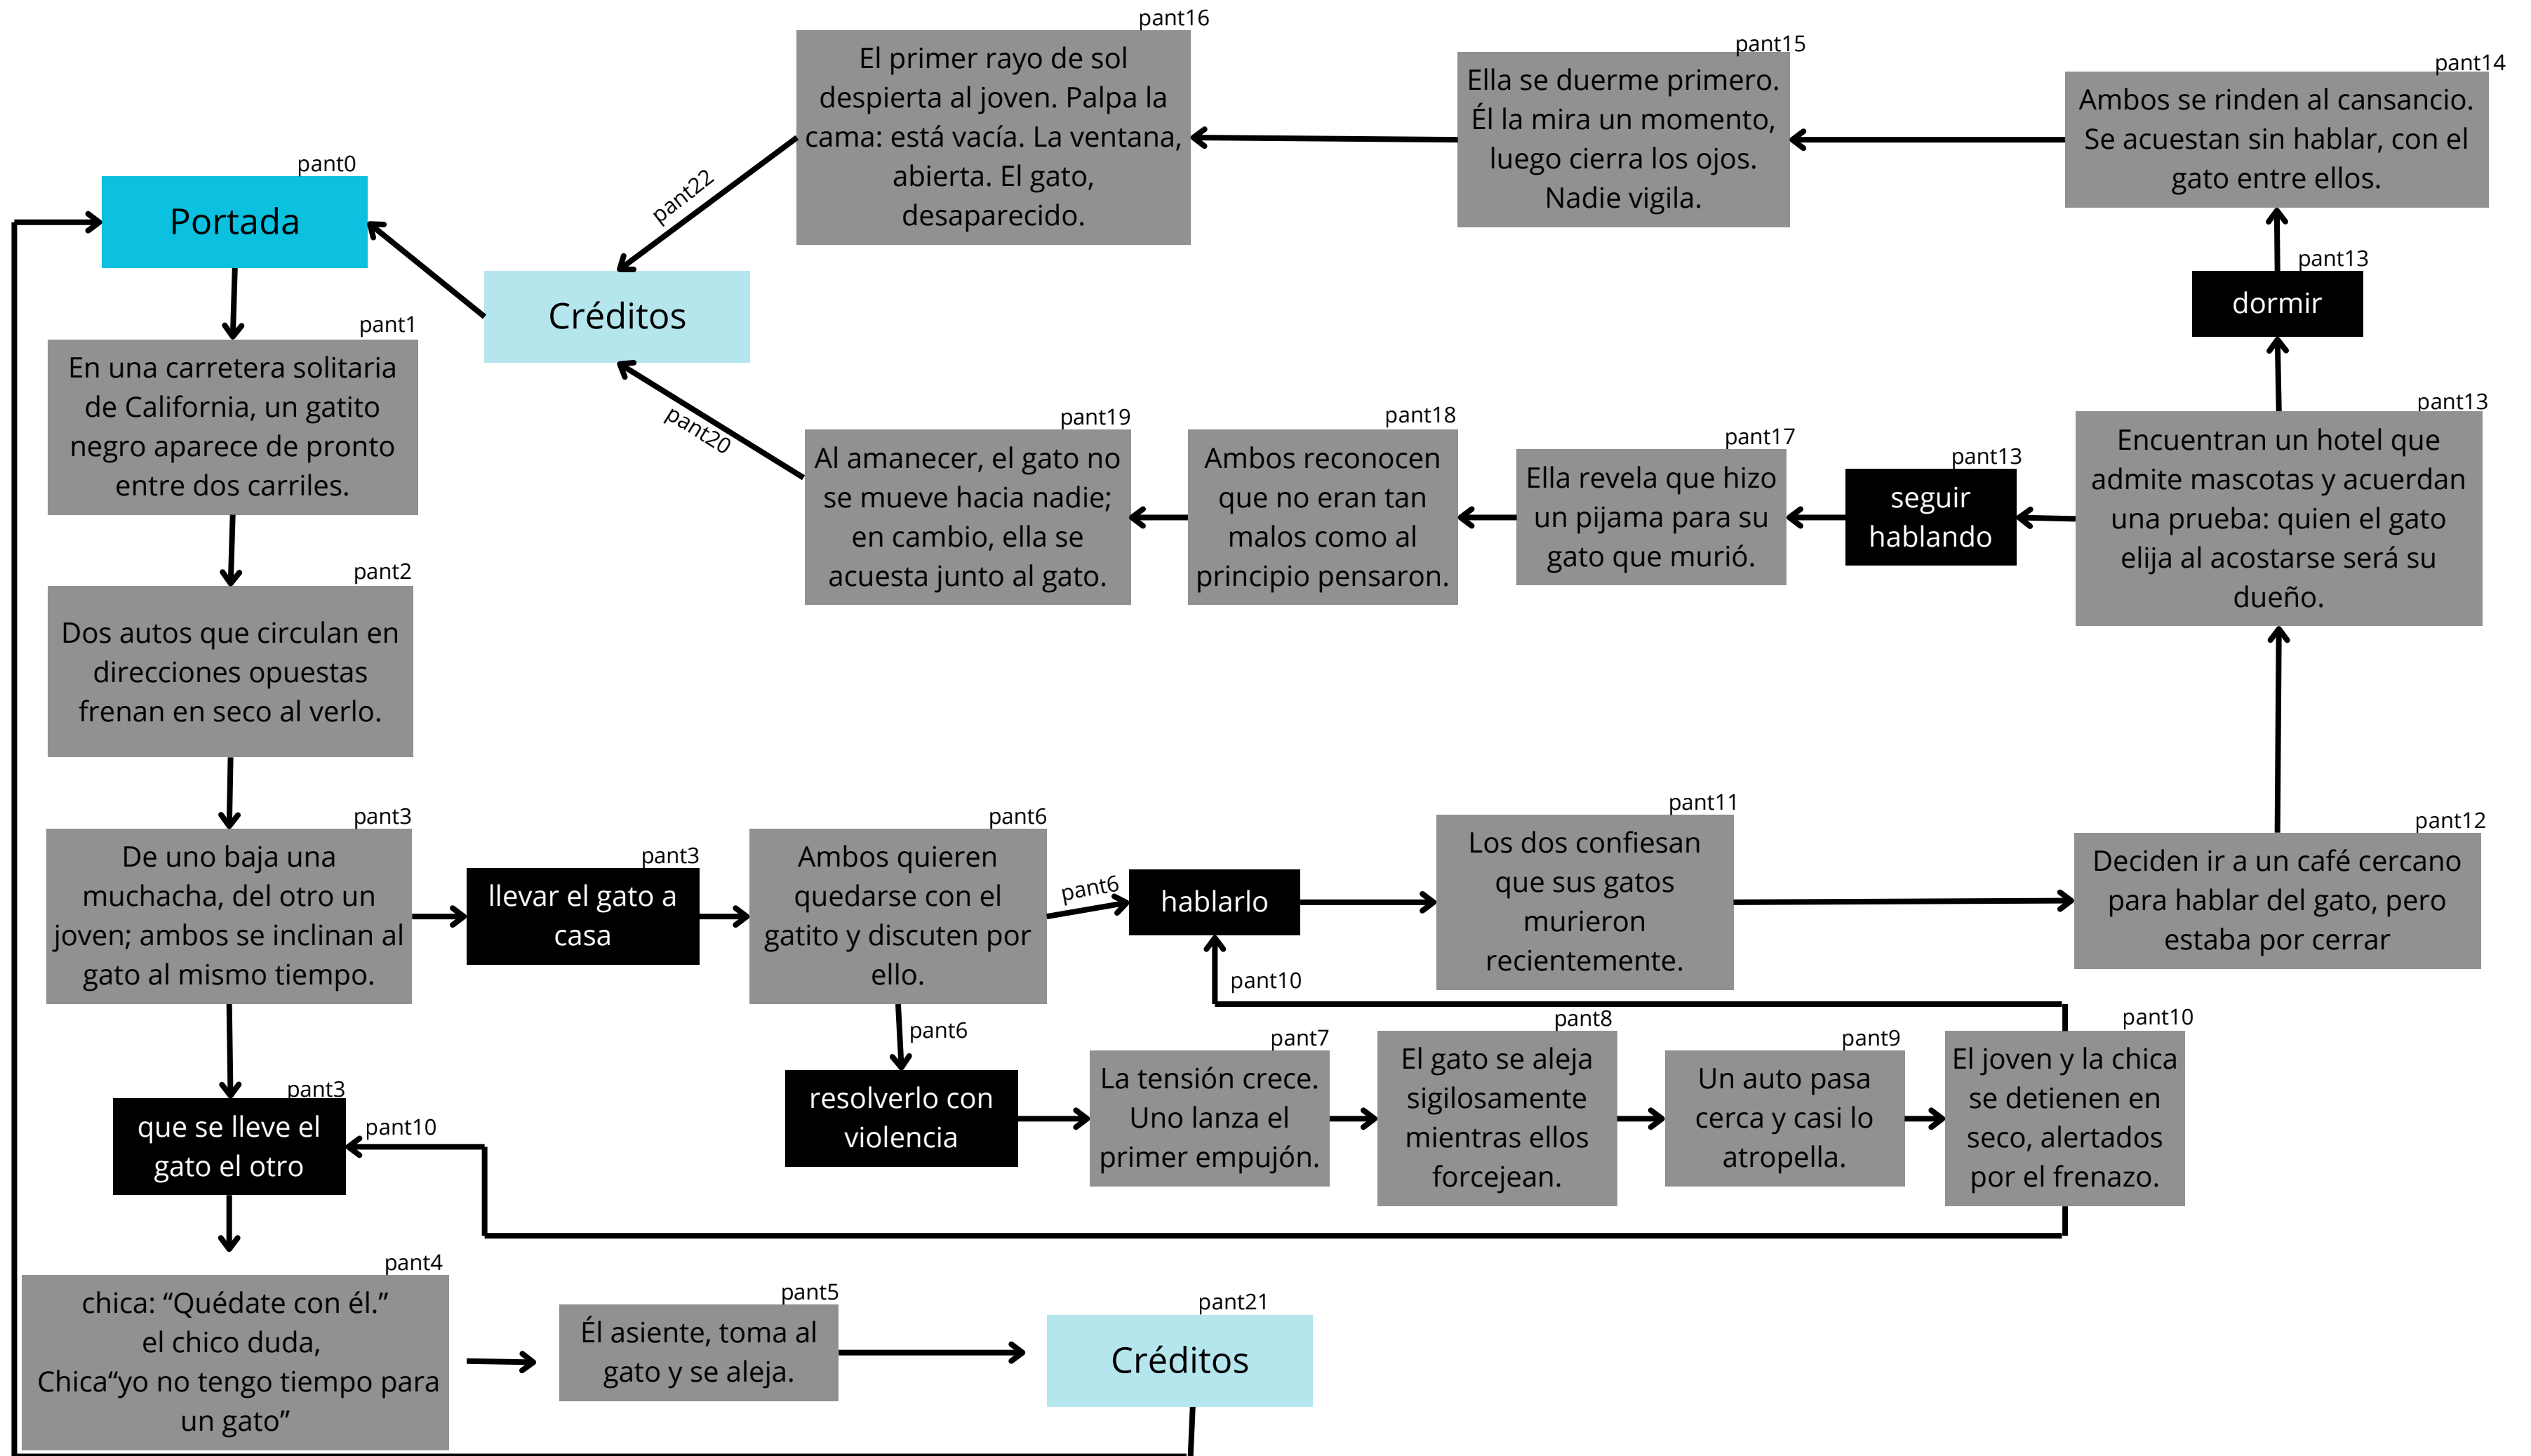 pant0
Portada
pant1
En una carretera solitaria
de California, un gatito
negro aparece de pronto
entre dos carriles.
pant2
Dos autos que circulan en
direcciones opuestas
frenan en seco al verlo.
pant3
De uno baja una
muchacha, del otro un
joven; ambos se inclinan al
gato al mismo tiempo.
pant3
llevar el gato a
casa
pant3
que se lleve el
gato el otro
pant10
pant4
chica: “Quédate con él.”
el chico duda,
Chica“yo no tengo tiempo para
un gato”
pant5
Él asiente, toma al
gato y se aleja.
pant21
Créditos
pant6
Ambos quieren
quedarse con el
gatito y discuten por
ello.
pant6
hablarlo
pant10
pant6
resolverlo con
violencia
pant7
La tensión crece.
Uno lanza el
primer empujón.
pant8
El gato se aleja
sigilosamente
mientras ellos
forcejean.
pant9
Un auto pasa
cerca y casi lo
atropella.
pant10
El joven y la chica
se detienen en
seco, alertados
por el frenazo.
pant11
Los dos confiesan
que sus gatos
murieron
recientemente.
pant12
Deciden ir a un café cercano
para hablar del gato, pero
estaba por cerrar
pant13
Encuentran un hotel que
admite mascotas y acuerdan
una prueba: quien el gato
elija al acostarse será su
dueño.
pant13
dormir
pant14
Ambos se rinden al cansancio.
Se acuestan sin hablar, con el
gato entre ellos.
pant15
Ella se duerme primero.
Él la mira un momento,
luego cierra los ojos.
Nadie vigila.
pant16
El primer rayo de sol
despierta al joven. Palpa la
cama: está vacía. La ventana,
abierta. El gato,
desaparecido.
pant22
Créditos
pant13
seguir
hablando
pant17
Ella revela que hizo
un pijama para su
gato que murió.
pant18
Ambos reconocen
que no eran tan
malos como al
principio pensaron.
pant19
Al amanecer, el gato no
se mueve hacia nadie;
en cambio, ella se
acuesta junto al gato.
pant20